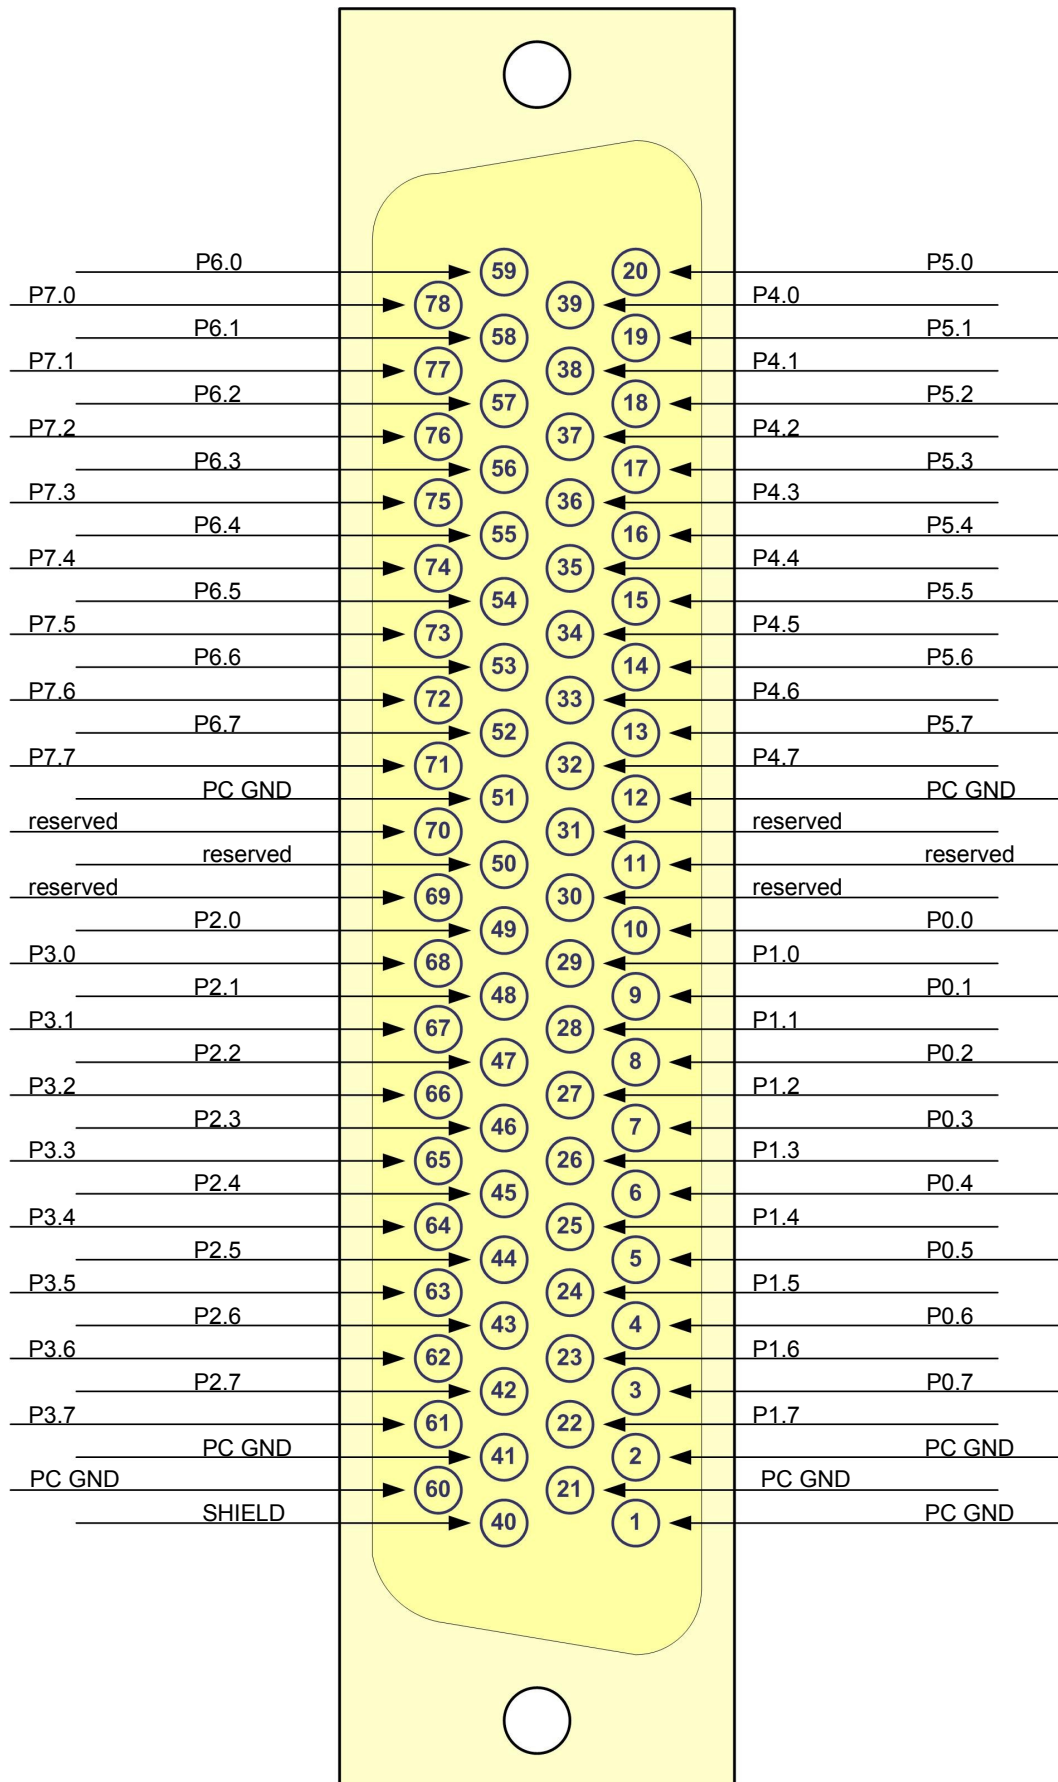 P6.0 59 20 P5.0
P7.0 78 39 P4.0
P6.1 58 19 P5.1
P7.1 77 38 P4.1
P6.2 57 18 P5.2
P7.2 76 37 P4.2
P6.3 56 17 P5.3
P7.3 75 36 P4.3
P6.4 55 16 P5.4
P7.4 74 35 P4.4
P6.5 54 15 P5.5
P7.5 73 34 P4.5
P6.6 53 14 P5.6
P7.6 72 33 P4.6
P6.7 52 13 P5.7
P7.7 71 32 P4.7
PC GND 51 12 PC GND
reserved 70 31 reserved
reserved 50 11 reserved
reserved 69 30 reserved
P2.0 49 10 P0.0
P3.0 68 29 P1.0
P2.1 48 9 P0.1
P3.1 67 28 P1.1
P2.2 47 8 P0.2
P3.2 66 27 P1.2
P2.3 46 7 P0.3
P3.3 65 26 P1.3
P2.4 45 6 P0.4
P3.4 64 25 P1.4
P2.5 44 5 P0.5
P3.5 63 24 P1.5
P2.6 43 4 P0.6
P3.6 62 23 P1.6
P2.7 42 3 P0.7
P3.7 61 22 P1.7
PC GND 41 2 PC GND
PC GND 60 21 PC GND
SHIELD 40 1 PC GND